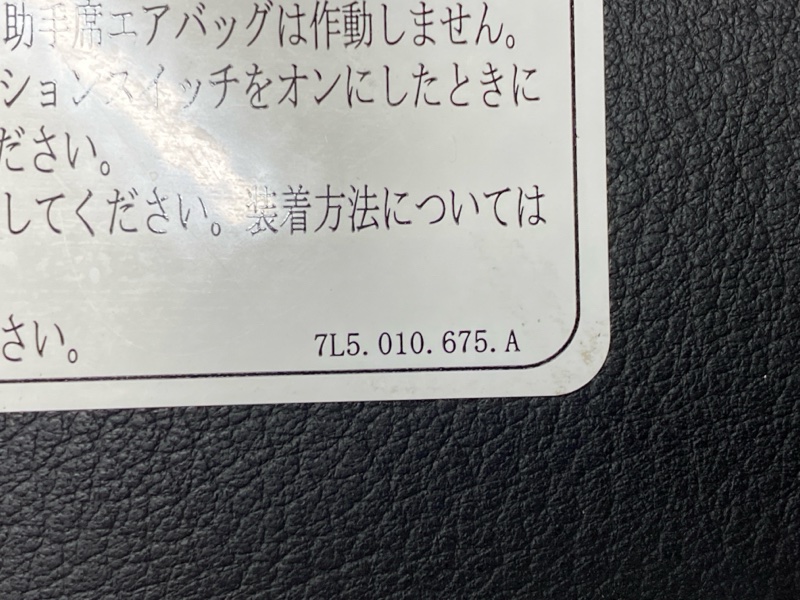 助手席エアバッグは作動しません。
ションスイッチをオンにしたときに
ださい。
してください。装着方法については
さい。
7L5.010.675.A